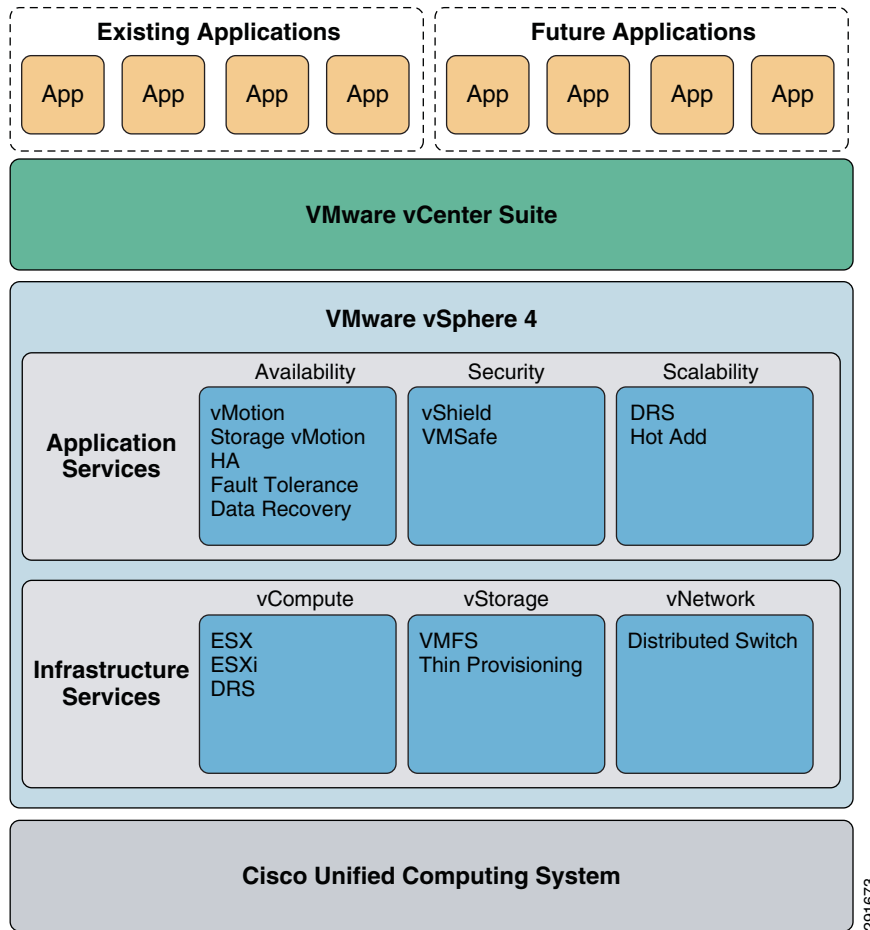 Existing Applications
App App App App
Future Applications
App App App App
VMware vCenter Suite
VMware vSphere 4
Application
Services
Availability
vMotion
Storage vMotion
HA
Fault Tolerance
Data Recovery
Security
vShield
VMSafe
Scalability
DRS
Hot Add
Infrastructure
Services
vCompute
ESX
ESXi
DRS
vStorage
VMFS
Thin Provisioning
vNetwork
Distributed Switch
Cisco Unified Computing System
291673